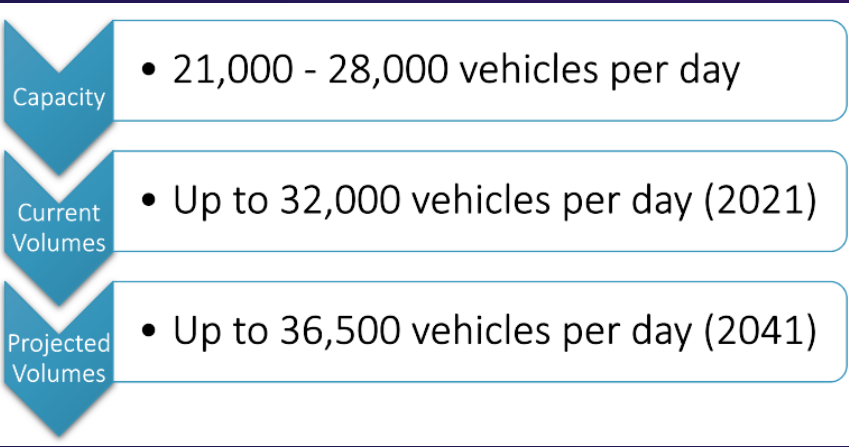 Capacity
• 21,000 - 28,000 vehicles per day
Current
Volumes
• Up to 32,000 vehicles per day (2021)
Projected
Volumes
• Up to 36,500 vehicles per day (2041)